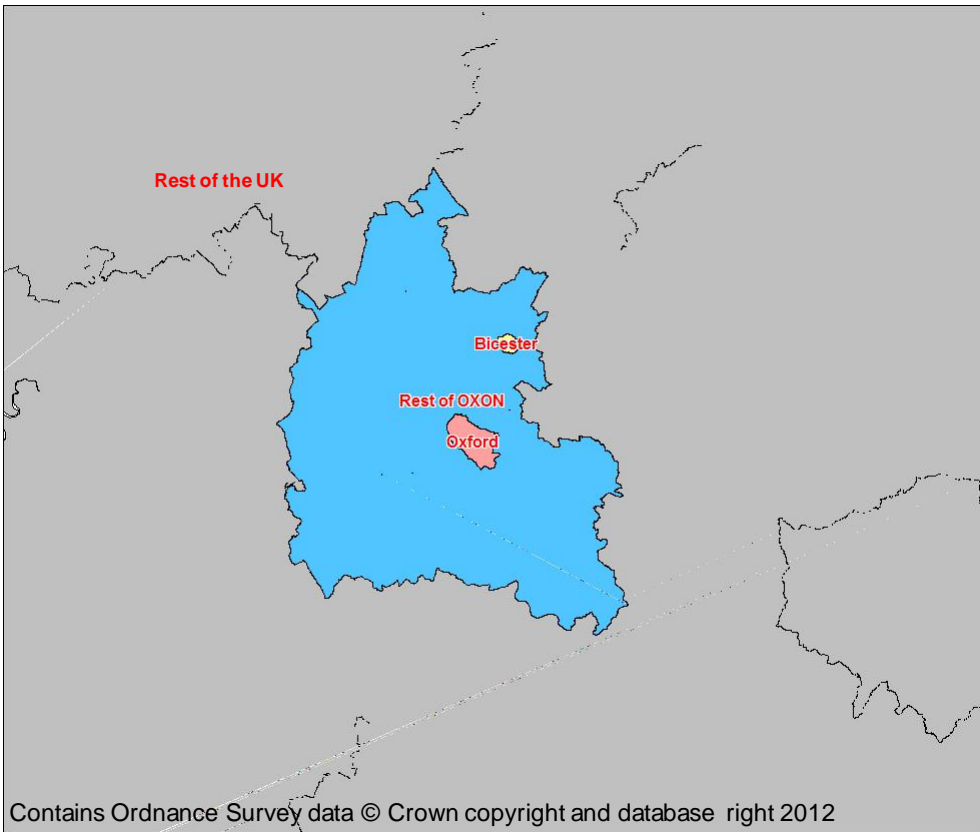 Rest of the UK
Bicester
Rest of OXON
Oxford
Contains Ordnance Survey data © Crown copyright and database right 2012